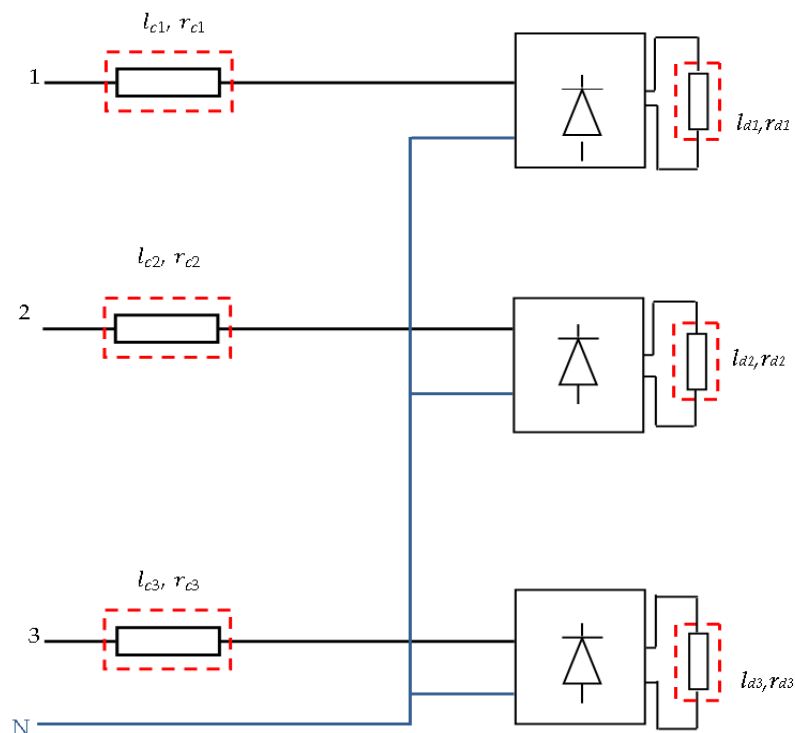 lc1, rc1
1
ld1,rd1
lc2, rc2
2
ld2,rd2
lc3, rc3
3
ld3,rd3
N